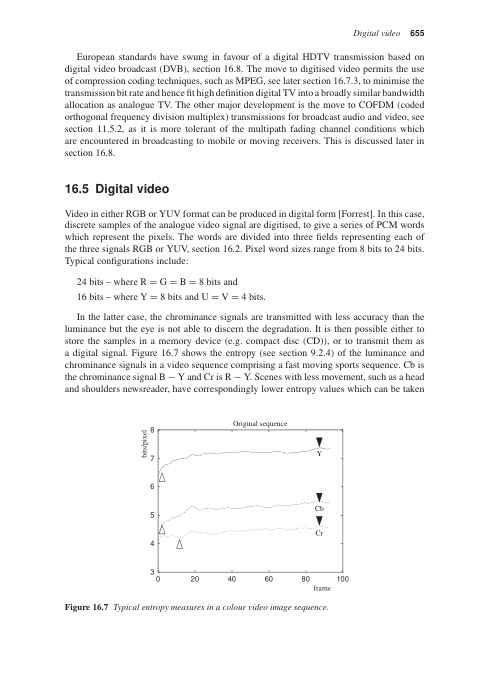 Digital video 655
European standards have swung in favour of a digital HDTV transmission based on
digital video broadcast (DVB), section 16.8. The move to digitised video permits the use
of compression coding techniques, such as MPEG, see later section 16.7.3, to minimise the
transmission bit rate and hence fit high definition digital TV into a broadly similar bandwidth
allocation as analogue TV. The other major development is the move to COFDM (coded
orthogonal frequency division multiplex) transmissions for broadcast audio and video, see
section 11.5.2, as it is more tolerant of the multipath fading channel conditions which
are encountered in broadcasting to mobile or moving receivers. This is discussed later in
section 16.8.
16.5 Digital video
Video in either RGB or YUV format can be produced in digital form [Forrest]. In this case,
discrete samples of the analogue video signal are digitised, to give a series of PCM words
which represent the pixels. The words are divided into three fields representing each of
the three signals RGB or YUV, section 16.2. Pixel word sizes range from 8 bits to 24 bits.
Typical configurations include:
24 bits – where R = G = B = 8 bits and
16 bits – where Y = 8 bits and U = V = 4 bits.
In the latter case, the chrominance signals are transmitted with less accuracy than the
luminance but the eye is not able to discern the degradation. It is then possible either to
store the samples in a memory device (e.g. compact disc (CD)), or to transmit them as
a digital signal. Figure 16.7 shows the entropy (see section 9.2.4) of the luminance and
chrominance signals in a video sequence comprising a fast moving sports sequence. Cb is
the chrominance signal B − Y and Cr is R − Y. Scenes with less movement, such as a head
and shoulders newsreader, have correspondingly lower entropy values which can be taken
Original sequence
bits/pixel
8
7
6
5
4
3
Y
Cb
Cr
0 20 40 60 80 100
frame
Figure 16.7 Typical entropy measures in a colour video image sequence.